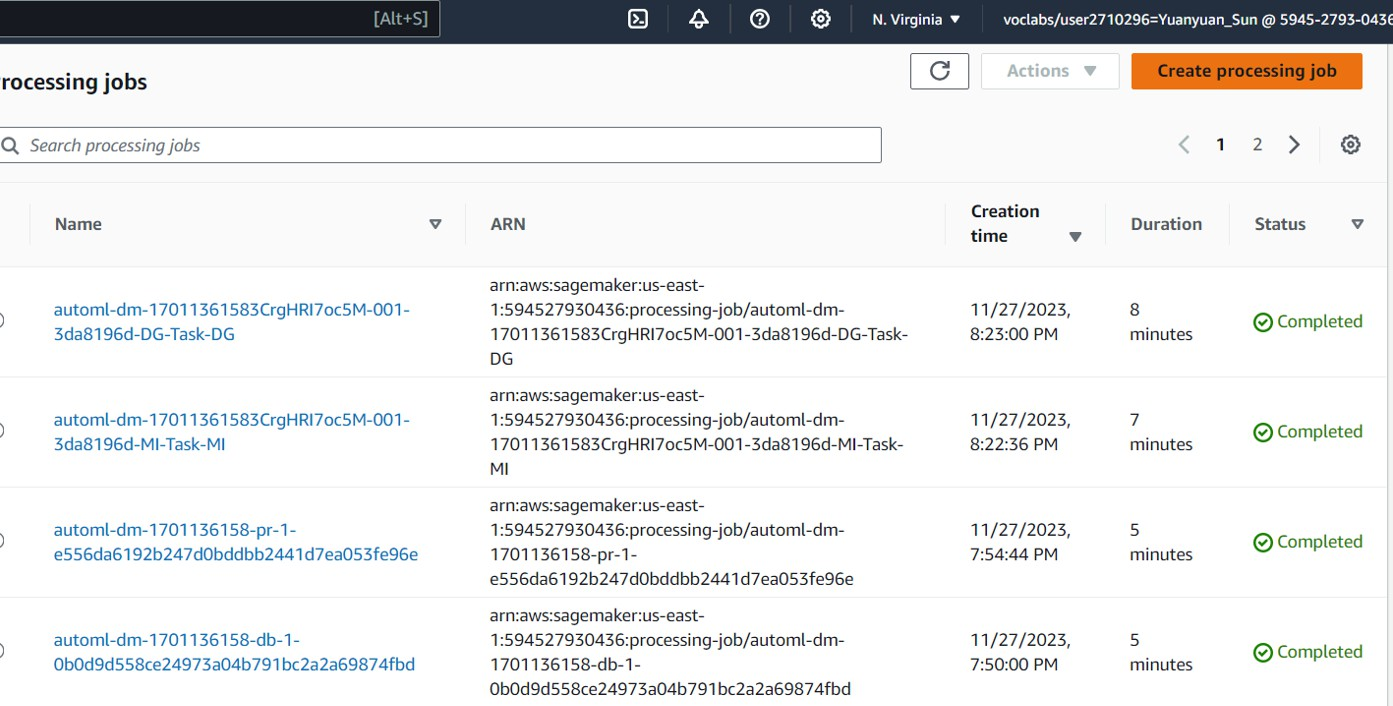 [Alt+S]
N. Virginia ▼
voclabs/user2710296=Yuanyuan_Sun @ 5945-2793-0436
rocessing jobs
Actions ▼
Create processing job
Search processing jobs
1 2
Name
ARN
Creation
time
Duration
Status
automl-dm-17011361583CrgHRI7oc5M-001-
3da8196d-DG-Task-DG
arn:aws:sagemaker:us-east-
1:594527930436:processing-job/automl-dm-
17011361583CrgHRI7oc5M-001-3da8196d-DG-Task-
DG
11/27/2023,
8:23:00 PM
8
minutes
Completed
automl-dm-17011361583CrgHRI7oc5M-001-
3da8196d-MI-Task-MI
arn:aws:sagemaker:us-east-
1:594527930436:processing-job/automl-dm-
17011361583CrgHRI7oc5M-001-3da8196d-MI-Task-
MI
11/27/2023,
8:22:36 PM
7
minutes
Completed
automl-dm-1701136158-pr-1-
e556da6192b247d0bddbb2441d7ea053fe96e
arn:aws:sagemaker:us-east-
1:594527930436:processing-job/automl-dm-
1701136158-pr-1-
e556da6192b247d0bddbb2441d7ea053fe96e
11/27/2023,
7:54:44 PM
5
minutes
Completed
automl-dm-1701136158-db-1-
0b0d9d558ce24973a04b791bc2a2a69874fbd
arn:aws:sagemaker:us-east-
1:594527930436:processing-job/automl-dm-
1701136158-db-1-
0b0d9d558ce24973a04b791bc2a2a69874fbd
11/27/2023,
7:50:00 PM
5
minutes
Completed